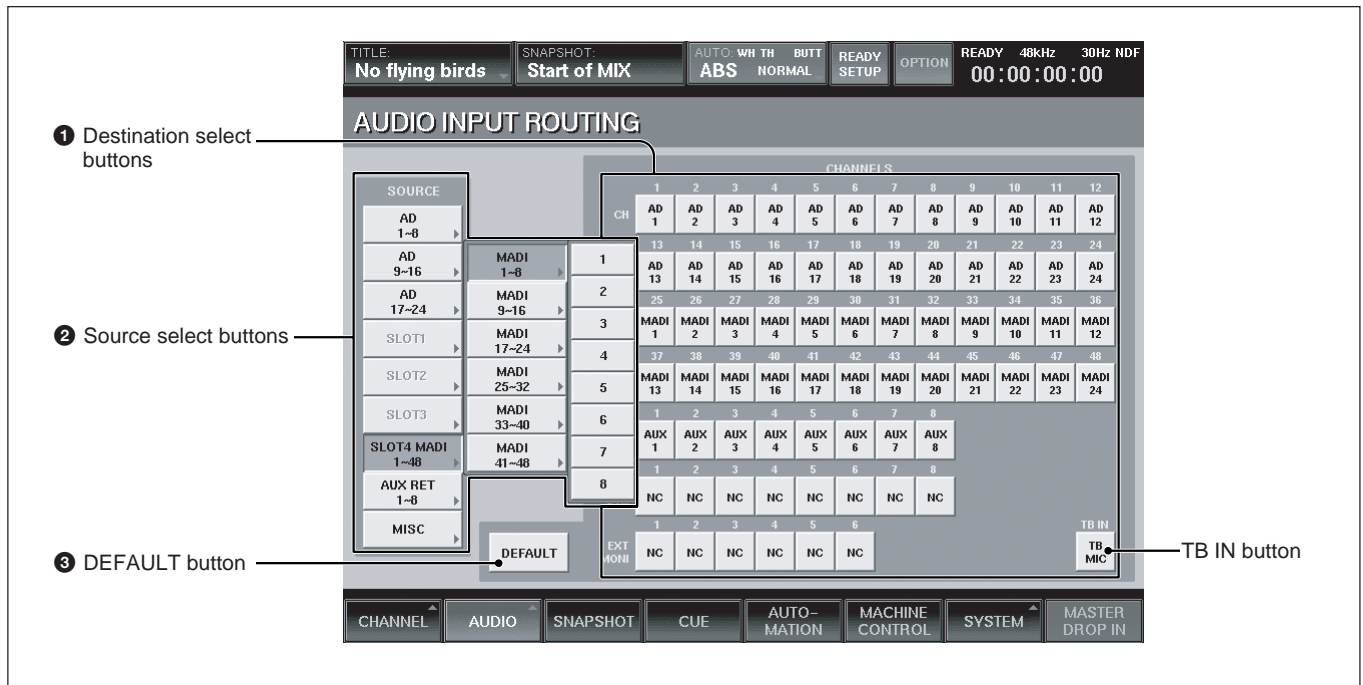 TITLE:
No flying birds
SNAPSHOT:
Start of MIX
AUTO: WH TH BUTT
ABS NORMAL
READY
SETUP
OPTION
READY 48kHz 30Hz NDF
00:00:00:00
AUDIO INPUT ROUTING
❶ Destination select
buttons
❷ Source select buttons
❸ DEFAULT button
TB IN button
SOURCE
AD
1~8
AD
9~16
AD
17~24
SLOT1
SLOT2
SLOT3
SLOT4 MADI
1~48
AUX RET
1~8
MISC
MADI
1~8
MADI
9~16
MADI
17~24
MADI
25~32
MADI
33~40
MADI
41~48
1
2
3
4
5
6
7
8
DEFAULT
CHANNELS
1 2 3 4 5 6 7 8 9 10 11 12
CH AD AD AD AD AD AD AD AD AD AD AD AD
1 2 3 4 5 6 7 8 9 10 11 12
13 14 15 16 17 18 19 20 21 22 23 24
AD AD AD AD AD AD AD AD AD AD AD AD
13 14 15 16 17 18 19 20 21 22 23 24
25 26 27 28 29 30 31 32 33 34 35 36
MADI MADI MADI MADI MADI MADI MADI MADI MADI MADI MADI MADI
1 2 3 4 5 6 7 8 9 10 11 12
37 38 39 40 41 42 43 44 45 46 47 48
MADI MADI MADI MADI MADI MADI MADI MADI MADI MADI MADI MADI
13 14 15 16 17 18 19 20 21 22 23 24
1 2 3 4 5 6 7 8
AUX AUX AUX AUX AUX AUX AUX AUX
1 2 3 4 5 6 7 8
1 2 3 4 5 6 7 8
NC NC NC NC NC NC NC NC
1 2 3 4 5 6 TB IN
EXT
MONI NC NC NC NC NC NC TB
MIC
CHANNEL
AUDIO
SNAPSHOT
CUE
AUTO-
MATION
MACHINE
CONTROL
SYSTEM
MASTER
DROP IN